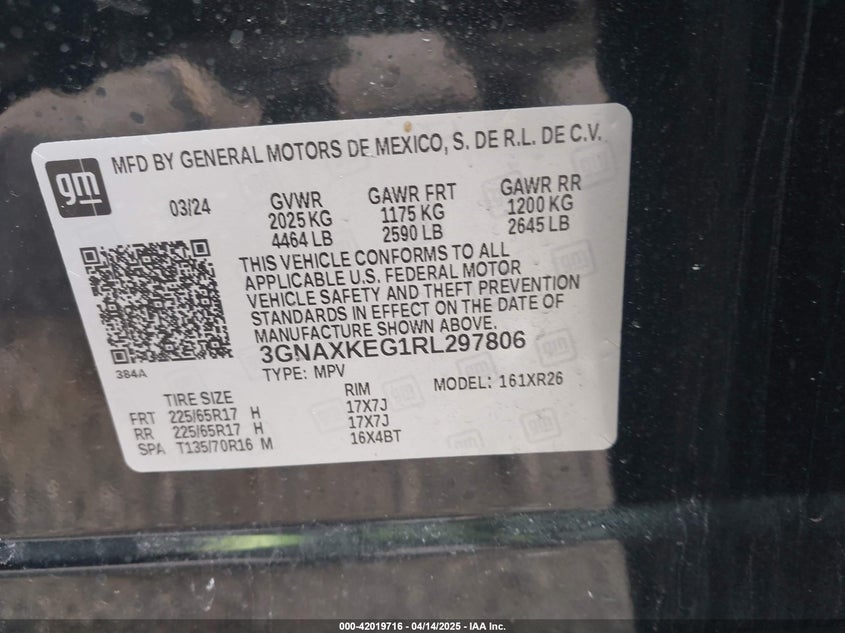 gm
MFD BY GENERAL MOTORS DE MEXICO, S. DE R.L. DE C.V.
03/24
GVWR
2025 KG
4464 LB
GAWR FRT
1175 KG
2590 LB
GAWR RR
1200 KG
2645 LB
THIS VEHICLE CONFORMS TO ALL
APPLICABLE U.S. FEDERAL MOTOR
VEHICLE SAFETY AND THEFT PREVENTION
STANDARDS IN EFFECT ON THE DATE OF
MANUFACTURE SHOWN ABOVE.
3GNAXKEG1RL297806
384A
TYPE: MPV
MODEL: 161XR26
TIRE SIZE RIM
FRT 225/65R17 H 17X7J
RR 225/65R17 H 17X7J
SPA T135/70R16 M 16X4BT
000-42019716 - 04/14/2025 - IAA Inc.